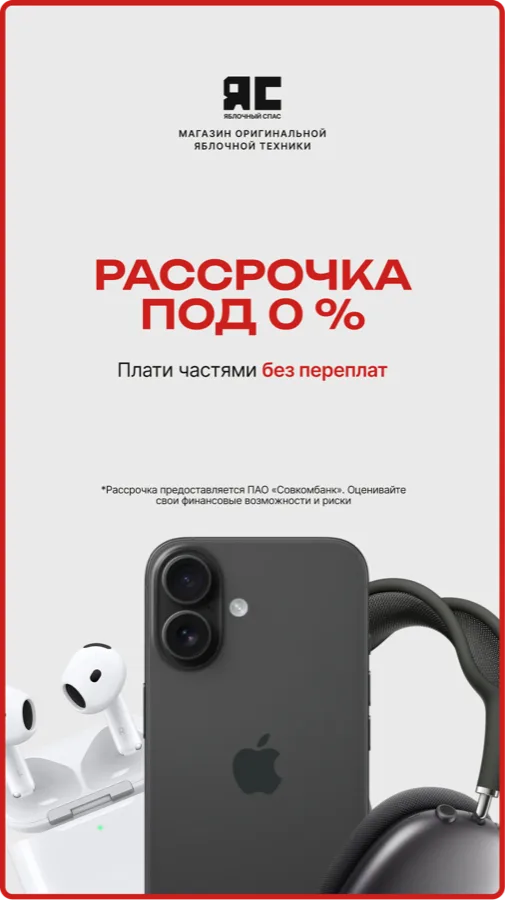 ЯС
ЯБЛОЧНЫЙ СПАС
МАГАЗИН ОРИГИНАЛЬНОЙ
ЯБЛОЧНОЙ ТЕХНИКИ
РАССРОЧКА
ПОД 0 %
Плати частями без переплат
*Рассрочка предоставляется ПАО «Совкомбанк». Оценивайте
свои финансовые возможности и риски